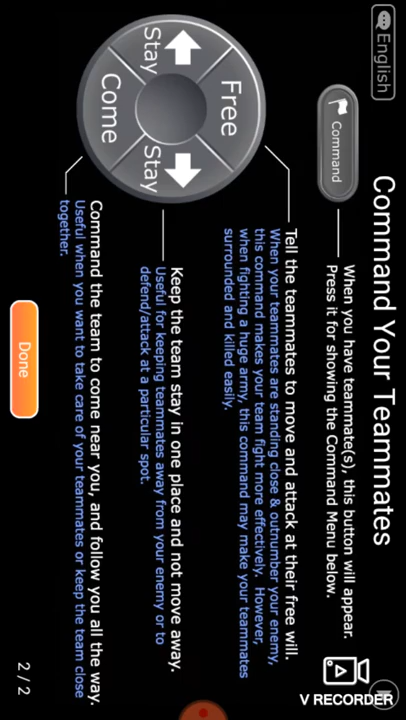 English
Command Your Teammates
Command
When you have teammate(s), this button will appear.
Press it for showing the Command Menu below.
Free
Stay
Stay
Come
Tell the teammates to move and attack at their free will.
When your teammates are standing close & outnumber your enemy,
this command makes your team fight more effectively. However,
when fighting a huge army, this command may make your teammates
surrounded and killed easily.
Keep the team stay in one place and not move away.
Useful for keeping teammates away from your enemy or to
defend/attack at a particular spot.
Command the team to come near you, and follow you all the way.
Useful when you want to take care of your teammates or keep the team close
together.
Done
2 / 2
V RECORDER